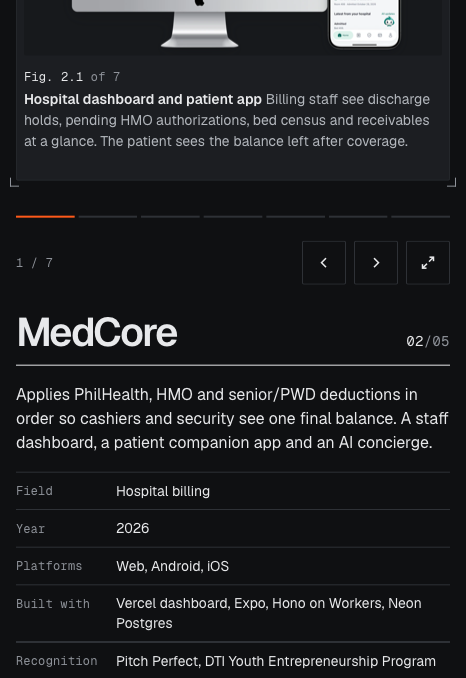 Latest from your hospital
Fig. 2.1 of 7
Hospital dashboard and patient app Billing staff see discharge
holds, pending HMO authorizations, bed census and receivables
at a glance. The patient sees the balance left after coverage.
1 / 7
MedCore
02/05
Applies PhilHealth, HMO and senior/PWD deductions in
order so cashiers and security see one final balance. A staff
dashboard, a patient companion app and an AI concierge.
Field Hospital billing
Year 2026
Platforms Web, Android, iOS
Built with Vercel dashboard, Expo, Hono on Workers, Neon
Postgres
Recognition Pitch Perfect, DTI Youth Entrepreneurship Program